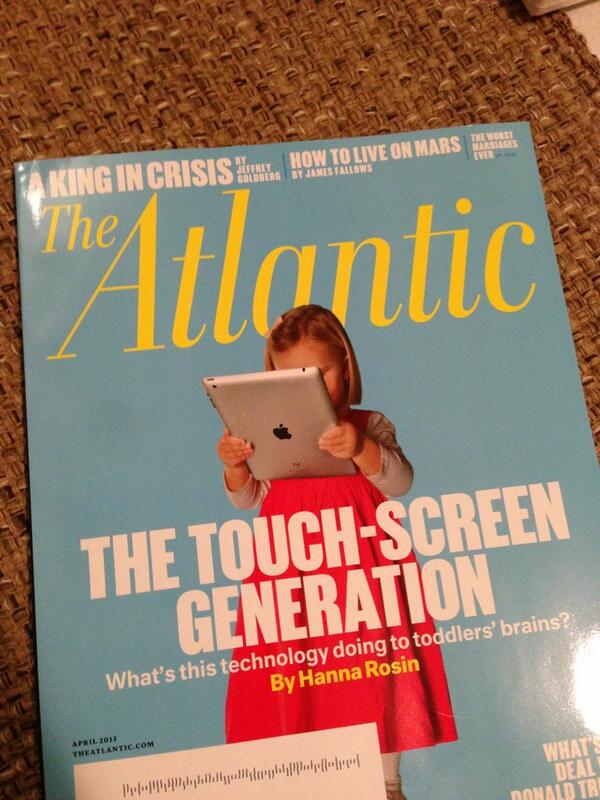 A KING IN CRISIS BY JEFFREY GOLDBERG
HOW TO LIVE ON MARS
BY JAMES FALLOWS
THE WORST
MARRIAGES
EVER
The Atlantic
THE TOUCH-SCREEN
GENERATION
What's this technology doing to toddlers' brains?
By Hanna Rosin
APRIL 2013
THEATLANTIC.COM
WHAT'S
DEAL
DONALD TR